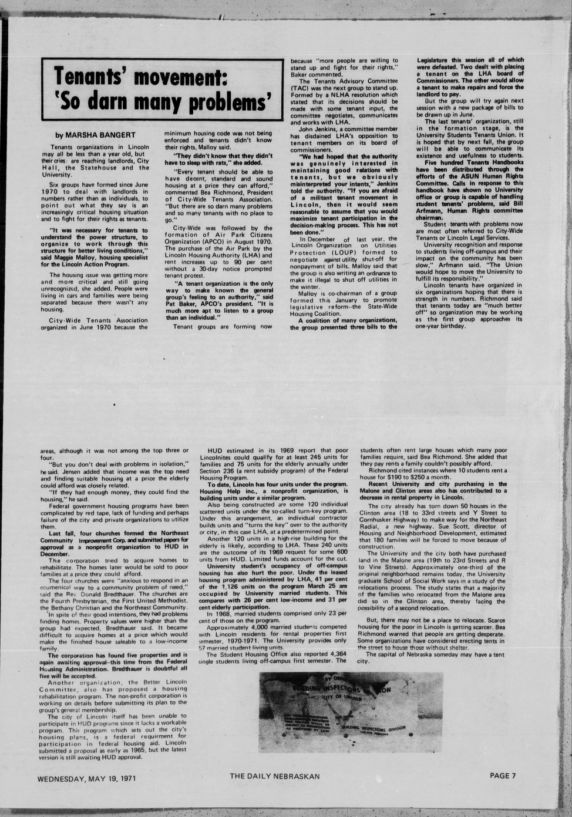 Tenants' movement:
'So darn many problems'
by MARSHA BANGERT
Tenants organizations in Lincoln
may all be less than a year old, but
their cries are reaching landlords, City
Hall, the Statehouse and the
University.
Six groups have formed since June
1970 to deal with landlords in
numbers rather than as individuals, to
point out what they say is an
increasingly critical housing situation
and to fight for their rights as tenants.
"It was necessary for tenants to
understand the power structure, to
organize to work through this
structure for better living conditions,"
said Maggie Malloy, housing specialist
for the Lincoln Action Program.
The housing issue was getting more
and more critical and still going
unrecognized, she added. People were
living in cars and families were being
separated because there wasn't any
housing.
City-Wide Tenants Association
organized in June 1970 because the
minimum housing code was not being
enforced and tenants didn't know
their rights, Malloy said.
"They didn't know that they didn't
have to sleep with rats," she added.
"Every tenant should be able to
have decent, standard and sound
housing at a price they can afford,"
commented Bea Richmond, President
of City-Wide Tenants Association.
"But there are so darn many problems
and so many tenants with no place to
go."
City-Wide was followed by the
formation of Air Park Citizens
Organization (APCO) in August 1970.
The purchase of the Air Park by the
Lincoln Housing Authority (LHA) and
rent increases up to 90 per cent
without a 30-day notice prompted
tenant protest.
"A tenant organization is the only
way to make known the general
group's feeling to an authority," said
Pat Baker, APCO's president. "It is
much more apt to listen to a group
than an individual."
Tenant groups are forming now
because "more people are willing to
stand up and fight for their rights,"
Baker commented.
The Tenants Advisory Committee
(TAC) was the next group to stand up.
Formed by a NLHA resolution which
stated that its decisions should be
made with some tenant input, the
committee negotiates, communicates
and works with LHA.
John Jenkins, a committee member
has disdained LHA's opposition to
tenant members on its board of
commissioners.
"We had hoped that the authority
was genuinely interested in
maintaining good relations with
tenants, but we obviously
misinterpreted your intents," Jenkins
told the authority. "If you are afraid
of a militant tenant movement in
Lincoln, then it would seem
reasonable to assume that you would
maximize tenant participation in the
decision-making process. This has not
been done."
In December of last year, the
Lincoln Organization on Utilities
Protection (LOUP) formed to
negotiate against utility shut-off for
nonpayment of bills. Malloy said that
the group is also writing an ordinance to
make it illegal to shut off utilities in
the winter.
Malloy is co-chairman of a group
formed this January to promote
legislative reform–the State-Wide
Housing Coalition.
A coalition of many organizations,
the group presented three bills to the
Legislature this session all of which
were defeated. Two dealt with placing
a tenant on the LHA board of
Commissioners. The other would allow
a tenant to make repairs and force the
landlord to pay.
But the group will try again next
session with a new package of bills to
be drawn up in June.
The last tenants' organization, still
in the formation stage, is the
University Students Tenants Union. It
is hoped that by next fall, the group
will be able to communicate its
existence and usefulness to students.
Five hundred Tenants Handbooks
have been distributed through the
efforts of the ASUN Human Rights
Committee. Calls in response to this
handbook have shown no University
office or group is capable of handling
student tenants' problems, said Bill
Arfmann, Human Rights committee
chairman.
Student tenants with problems now
are most often referred to City-Wide
Tenants or Lincoln Legal Services.
University recognition and response
to students living off-campus and their
impact on the community has been
slow," Arfmann said. "The Union
would hope to move the University to
fulfill its responsibility."
Lincoln tenants have organized in
six organizations hoping that there is
strength in numbers. Richmond said
that tenants today are "much better
off" so organization may be working
as the first group approaches its
one-year birthday.
areas, although it was not among the top three or
four.
"But you don't deal with problems in isolation,"
he said. Jensen added that income was the top need
and finding suitable housing at a price the elderly
could afford was closely related.
"If they had enough money, they could find the
housing," he said.
Federal government housing programs have been
complicated by red tape, lack of funding and perhaps
failure of the city and private organizations to utilize
them.
Last fall, four churches formed the Northeast
Community Improvement Corp. and submitted papers for
approval as a nonprofit organization to HUD in
December.
The corporation tried to acquire homes to
rehabilitate. The homes later would be sold to poor
families at a price they could afford.
The four churches were "anxious to respond in an
ecumenical way to a community problem of need,"
said the Rev. Donald Bredthauer. The churches are
the Fourth Presbyterian, the First United Methodist,
the Bethany Christian and the Northeast Community.
In spite of their good intentions, they had problems
finding homes. Property values were higher than the
group had expected, Bredthauer said. It became
difficult to acquire homes at a price which would
make the finished house saleable to a low-income
family.
The corporation has found five properties and is
again awaiting approval–this time from the Federal
Housing Administration. Bredthauer is doubtful all
five will be accepted.
Another organization, the Better Lincoln
Committee, also has proposed a housing
rehabilitation program. The non-profit corporation is
working on details before submitting its plan to the
group's general membership.
The city of Lincoln itself has been unable to
participate in HUD programs since it lacks a workable
program. This program which sets out the city's
housing plans, is a federal requirement for
participation in federal housing aid. Lincoln
submitted a proposal as early as 1965, but the latest
version is still awaiting HUD approval.
HUD estimated in its 1969 report that poor
Lincolnites could qualify for at least 245 units for
families and 75 units for the elderly annually under
Section 236 (a rent subsidy program) of the Federal
Housing Program.
To date, Lincoln has four units under the program.
Housing Help Inc., a nonprofit organization, is
building units under a similar program.
Also being constructed are some 120 individual
scattered units under the so-called turn-key program.
Under this arrangement, an individual contractor
builds units and "turns the key" over to the authority
or city, in this case LHA, at a predetermined point.
Another 120 units in a high-rise building for the
elderly is likely, according to LHA. These 240 units
are the outcome of its 1969 request for some 600
units from HUD. Limited funds account for the cut.
University student's occupency of off-campus
housing has also hurt the poor. Under the leased
housing program administered by LHA, 41 per cent
of the 1,126 units on the program March 25 are
occupied by University married students. This
compares with 26 per cent low-income and 31 per
cent elderly participation.
In 1968, married students comprised only 23 per
cent of those on the program.
Approximately 4,000 married students competed
with Lincoln residents for rental properties first
semester, 1970-1971. The University provides only
57 married student living units.
The Student Housing Office also reported 4,364
single students living off-campus first semester. The
students often rent large houses which many poor
families require, said Bea Richmond. She added that
they pay rents a family couldn't possibly afford.
Richmond cited instances where 10 students rent a
house for $190 to $250 a month.
Recent University and city purchasing in the
Malone and Clinton areas also has contributed to a
decrease in rental property in Lincoln.
The city already has torn down 50 houses in the
Clinton area (18 to 33rd streets and Y Street to
Cornhusker Highway) to make way for the Northeast
Radial, a new highway. Sue Scott, director of
Housing and Neighborhood Development, estimated
that 180 families will be forced to move because of
construction.
The University and the city both have purchased
land in the Malone area (19th to 23rd Streets and R
to Vine Streets). Approximately one-third of the
original neighborhood remains today, the University
graduate School of Social Work says in a study of the
relocations process. The study states that a majority
of the families who relocated from the Malone area
did so in the Clinton area, thereby facing the
possibility of a second relocation.
But, there may not be a place to relocate. Scarce
housing for the poor in Lincoln is getting scarcer. Bea
Richmond warned that people are getting desperate.
Some organizations have considered erecting tents in
the street to house those without shelter.
The capital of Nebraska someday may have a tent
city.
INSPECTION
WEDNESDAY, MAY 19, 1971
THE DAILY NEBRASKAN
PAGE 7